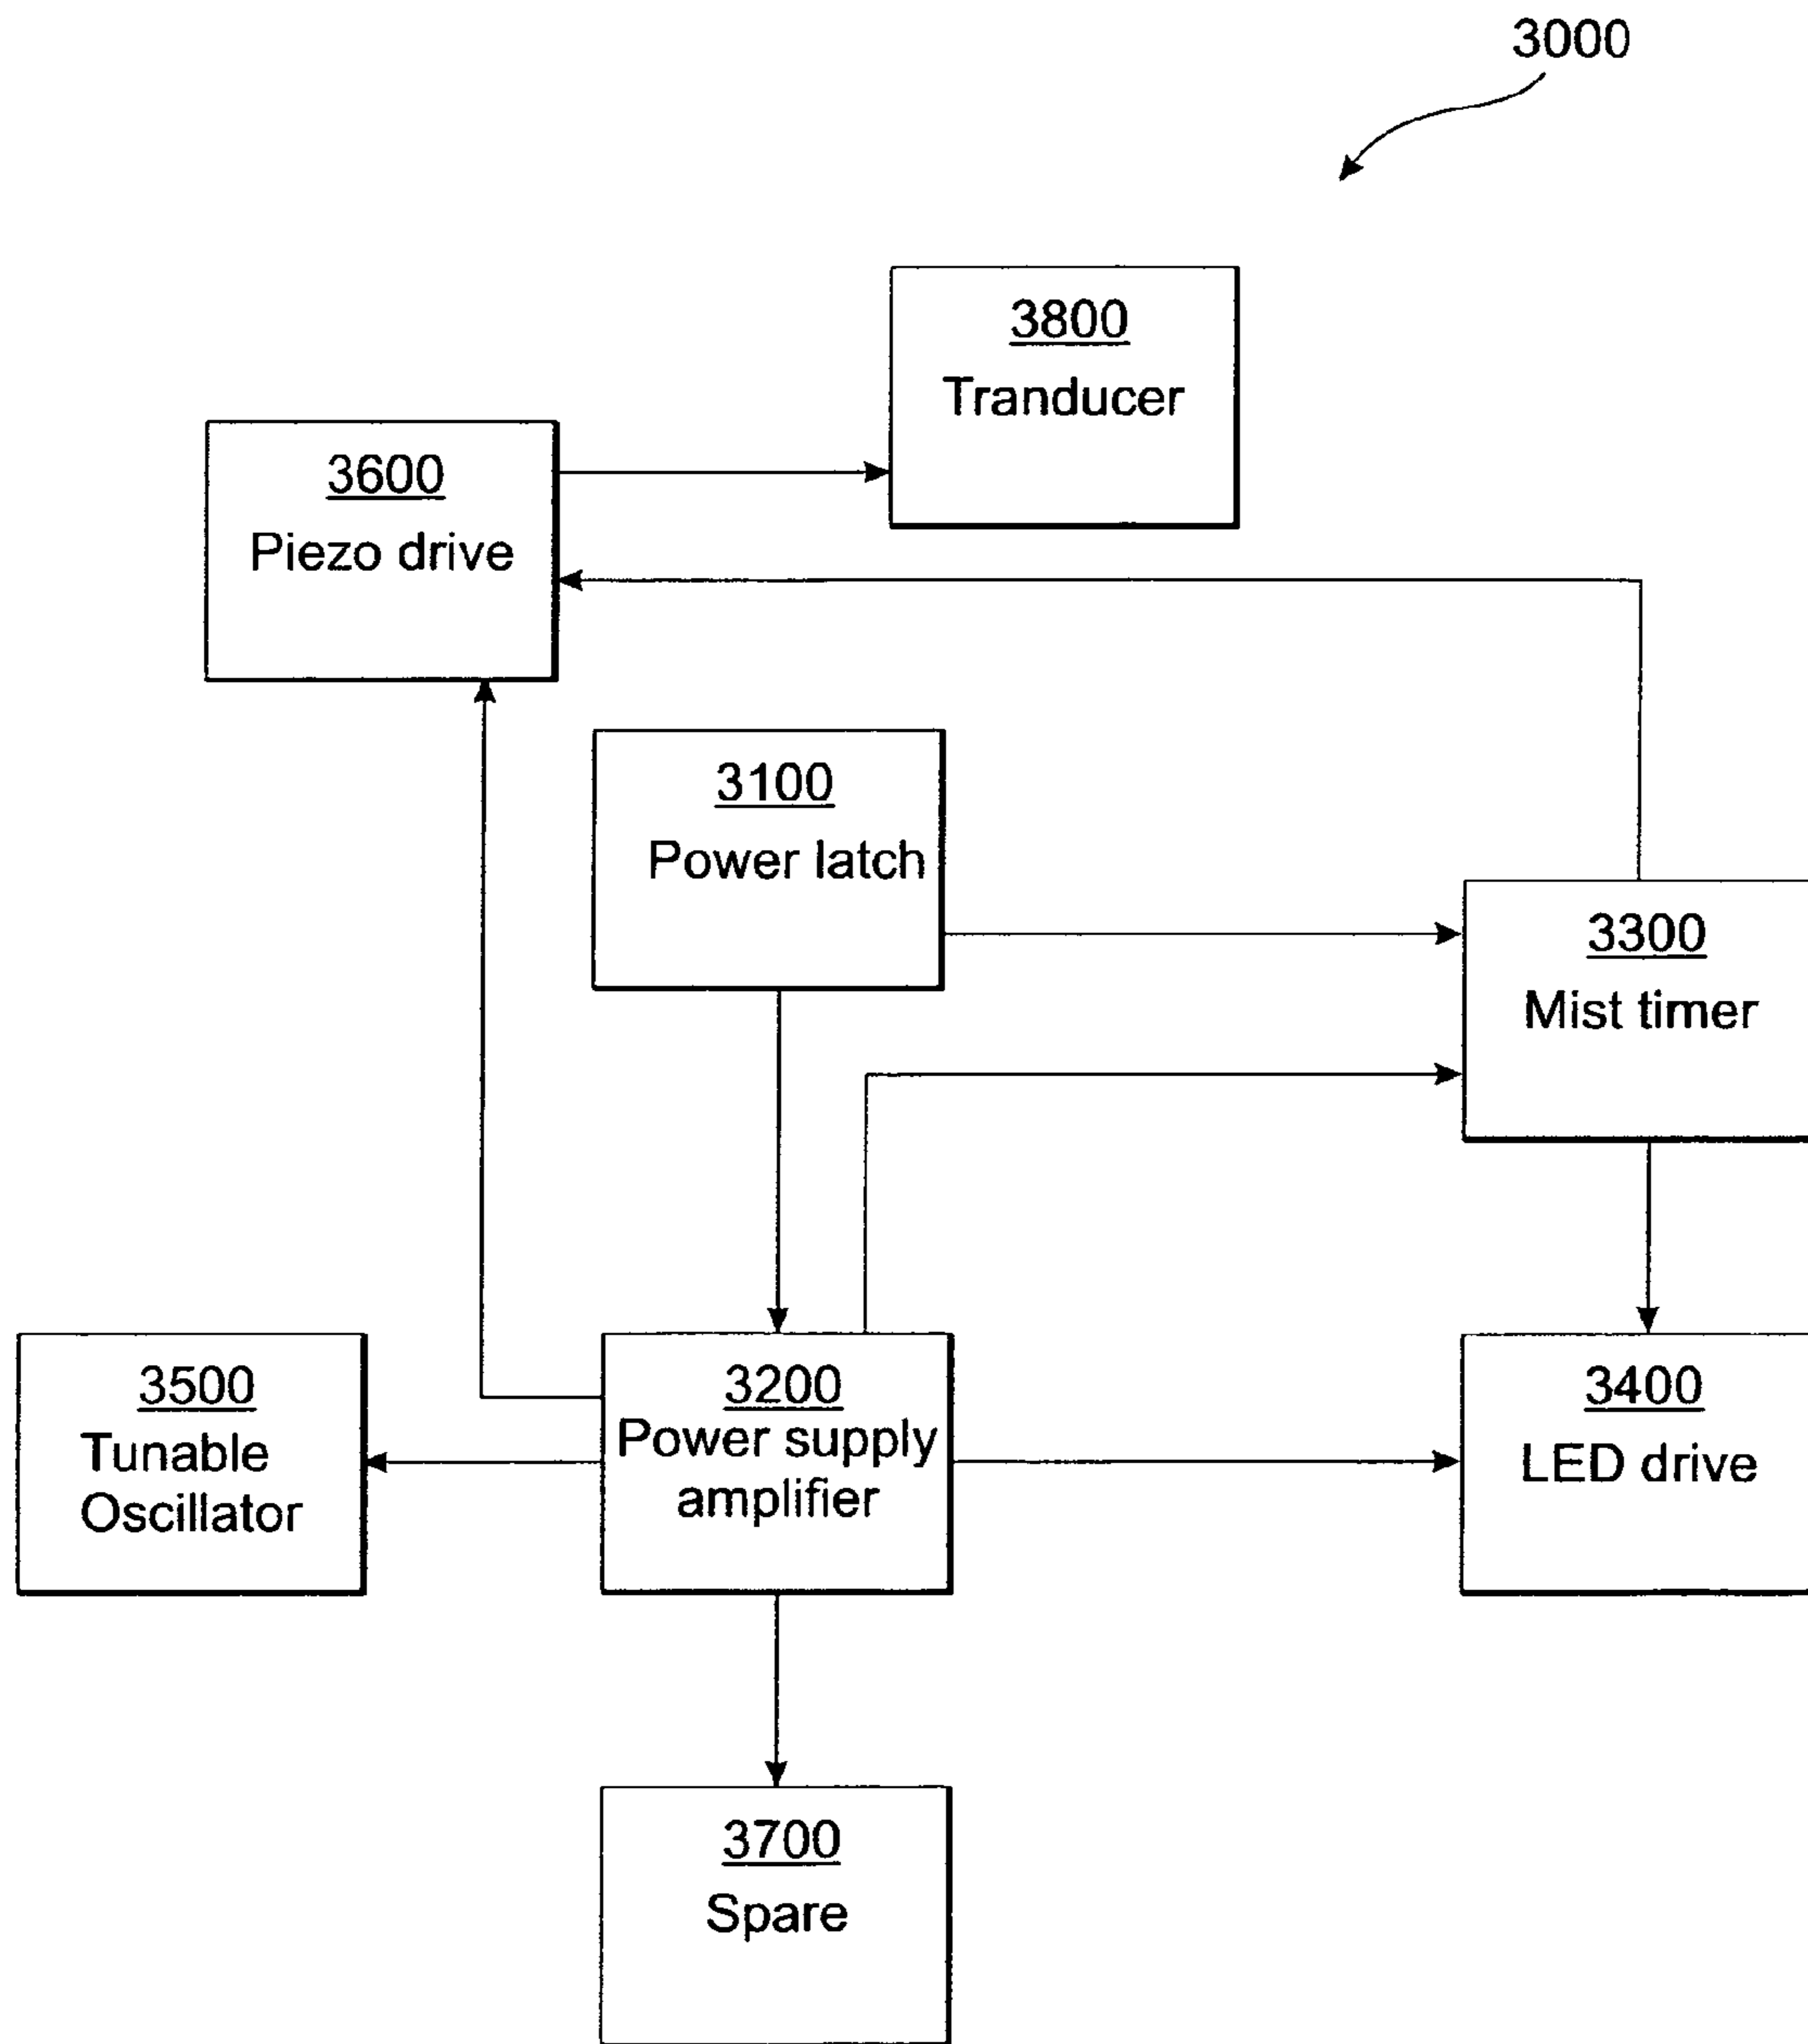 3000
3800
Tranducer
3600
Piezo drive
3100
Power latch
3300
Mist timer
3500
Tunable
Oscillator
3200
Power supply
amplifier
3400
LED drive
3700
Spare